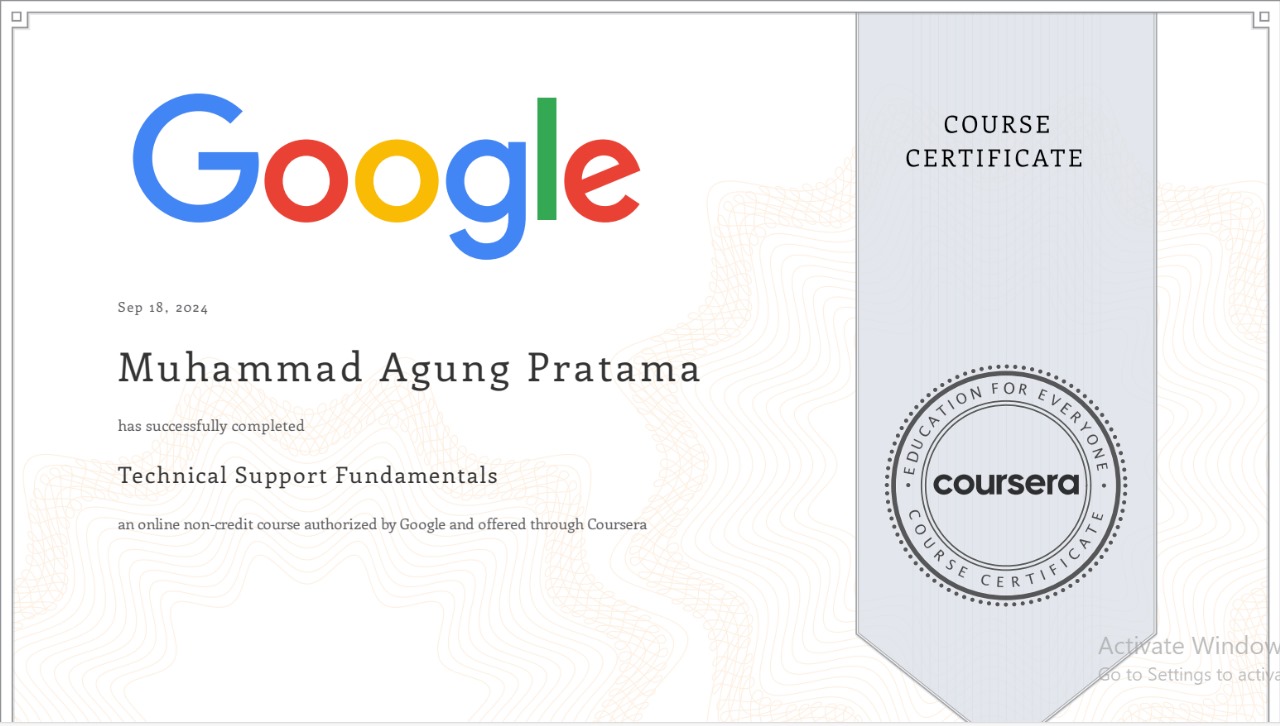 Google
COURSE
CERTIFICATE
Sep 18, 2024
Muhammad Agung Pratama
has successfully completed
Technical Support Fundamentals
an online non-credit course authorized by Google and offered through Coursera
EDUCATION FOR EVERYONE
coursera
COURSE CERTIFICATE
Activate Window
Go to Settings to activa